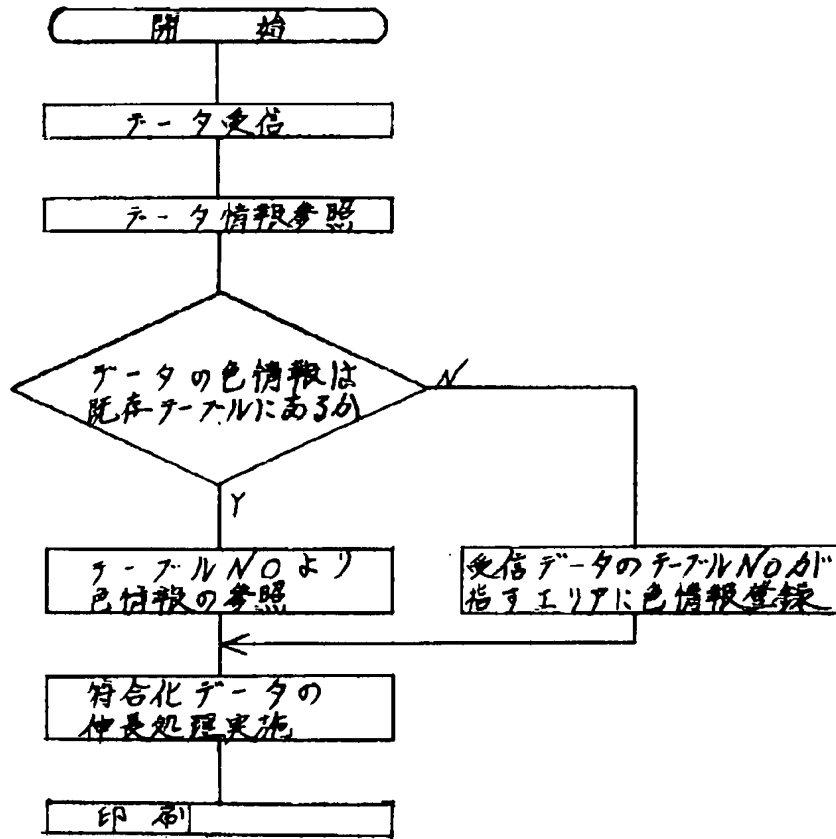 開始
データ受信
データ情報参照
データの色情報は
既存テーブルにあるか
N
Y
テーブルNOより
色情報の参照
受信データのテーブルNOが
指すエリアに色情報登録
符合化データの
伸長処理実施
印刷